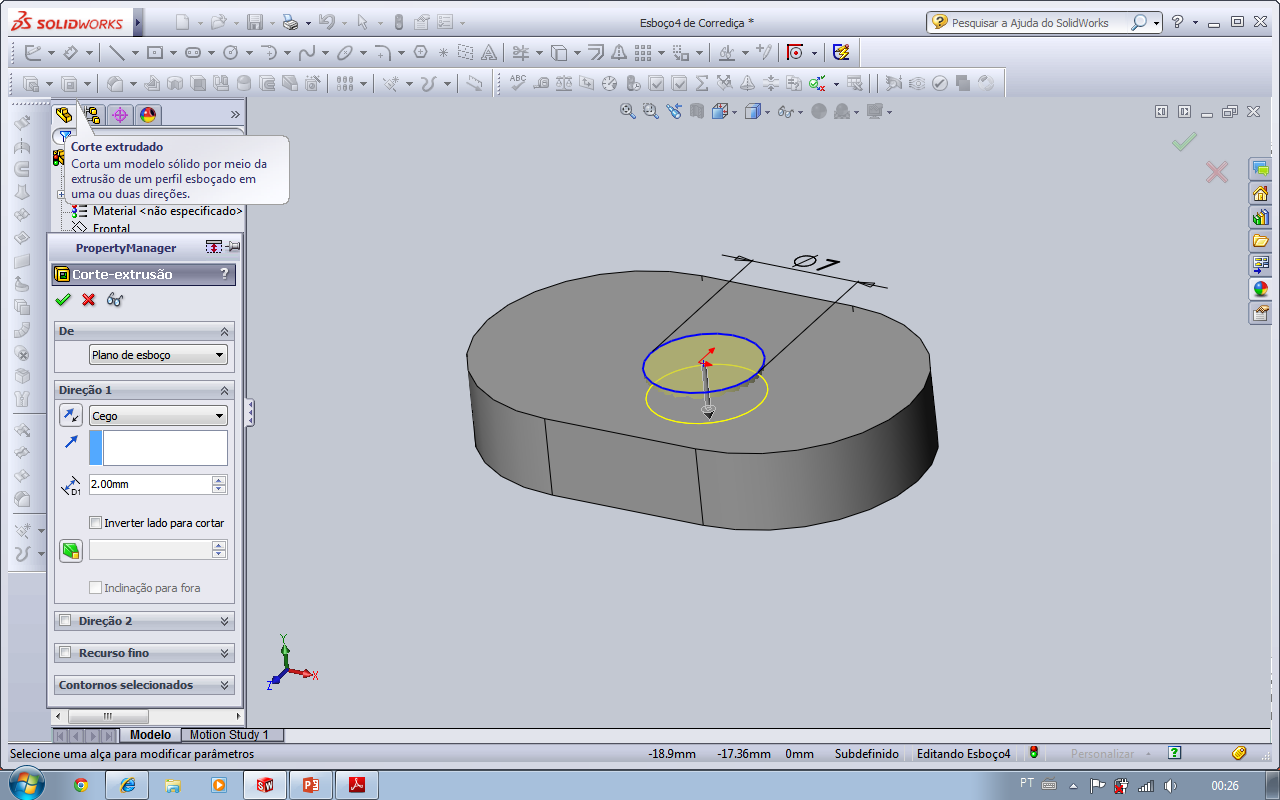 SOLIDWORKS
Esboço4 de Corrediça *
Pesquisar a Ajuda do SolidWorks
?
ABC
»
Corte extrudado
Corta um modelo sólido por meio da
extrusão de um perfil esboçado em
uma ou duas direções.
Material <não especificado>
Frontal
PropertyManager
Corte-extrusão
?
De
Plano de esboço
Direção 1
Cego
D1
2.00mm
Inverter lado para cortar
Inclinação para fora
Direção 2
Recurso fino
Contornos selecionados
∅7
Y
X
Z
Modelo
Motion Study 1
Selecione uma alça para modificar parâmetros
-18.9mm
-17.36mm
0mm
Subdefinido
Editando Esboço4
Personalizar
?
PT
00:26